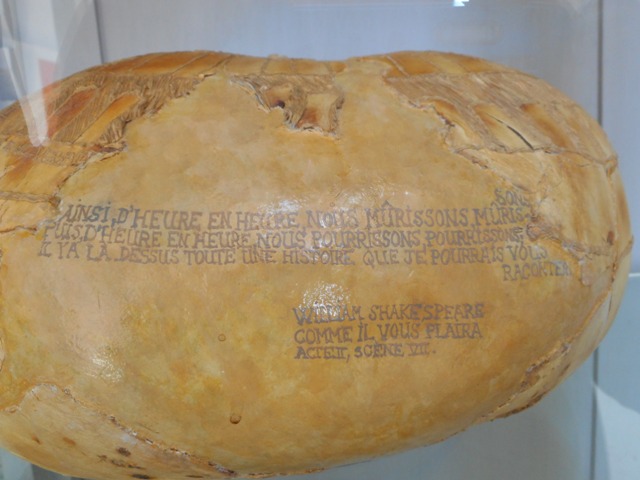 AINSI, D'HEURE EN HEURE, NOUS MÛRISSONS, MÛRIS-
SONS,
PUIS, D'HEURE EN HEURE, NOUS POURRISSONS, POURRISSONS.
IL Y A LÀ DESSUS TOUTE UNE HISTOIRE QUE JE POURRAIS VOUS
RACONTER
WILLIAM SHAKESPEARE
COMME IL VOUS PLAIRA
ACTE II, SCÈNE VII.